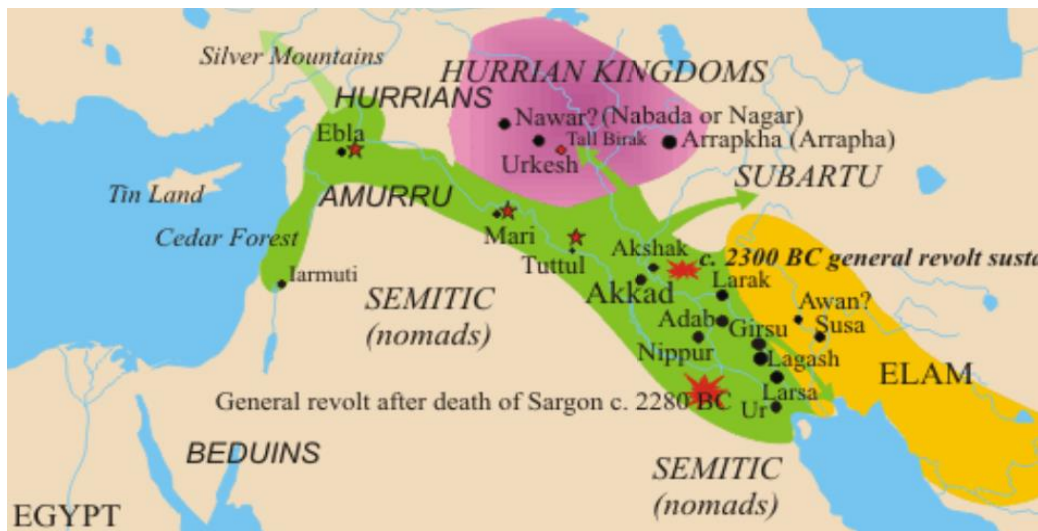 Silver Mountains
HURRIAN KINGDOMS
HURRIANS
Nawar? (Nabada or Nagar)
Ebla
Tall Birak
Arrapkha (Arrapha)
Urkesh
SUBARTU
Tin Land
AMURRU
Cedar Forest
Mari
Akshak
c. 2300 BC general revolt susta
Tuttul
Iarmuti
Larak
Akkad
SEMITIC
(nomads)
Awan?
Adab
Girsu
Susa
Nippur
Lagash
ELAM
Larsa
General revolt after death of Sargon c. 2280 BC
Ur
BEDUINS
SEMITIC
(nomads)
EGYPT